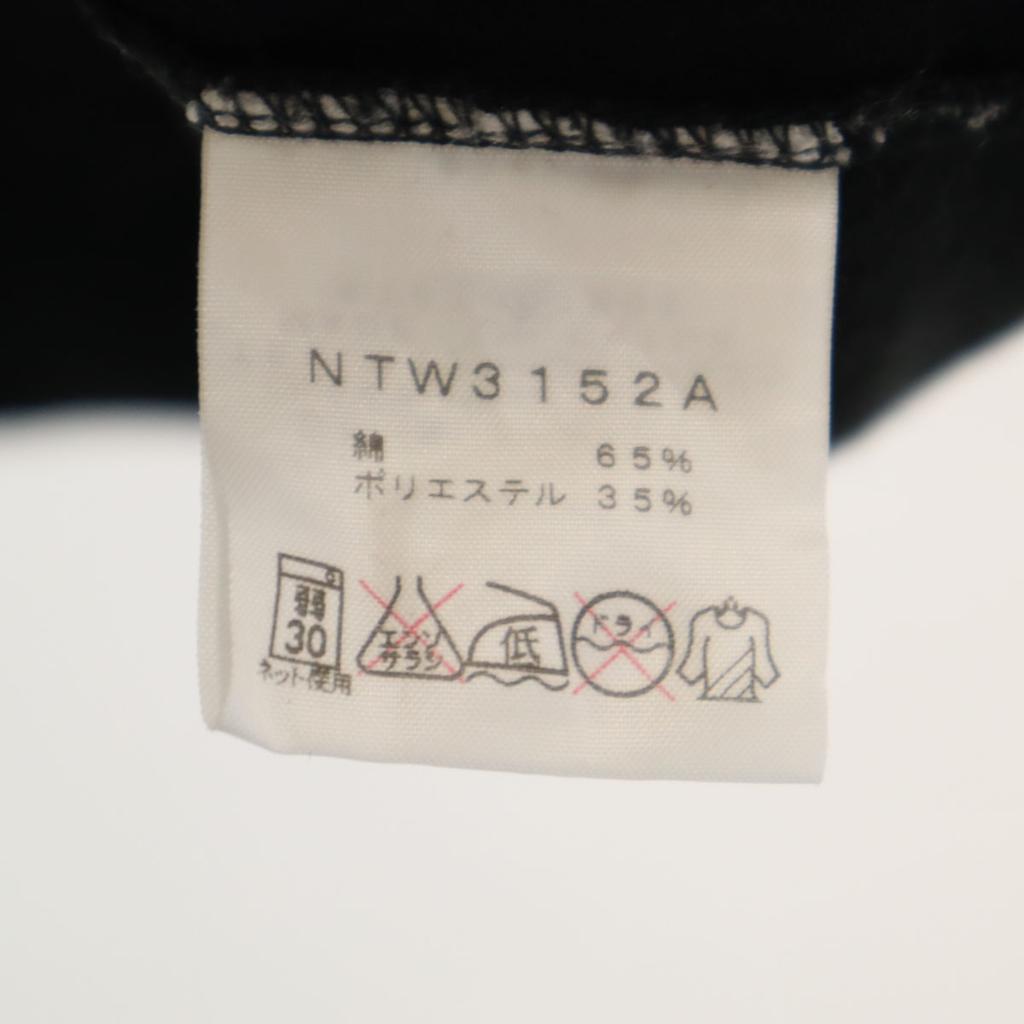 NTW3152A
綿 65%
ポリエステル 35%
弱
30
ネット使用
エンソ
サラシ
低
ドライ